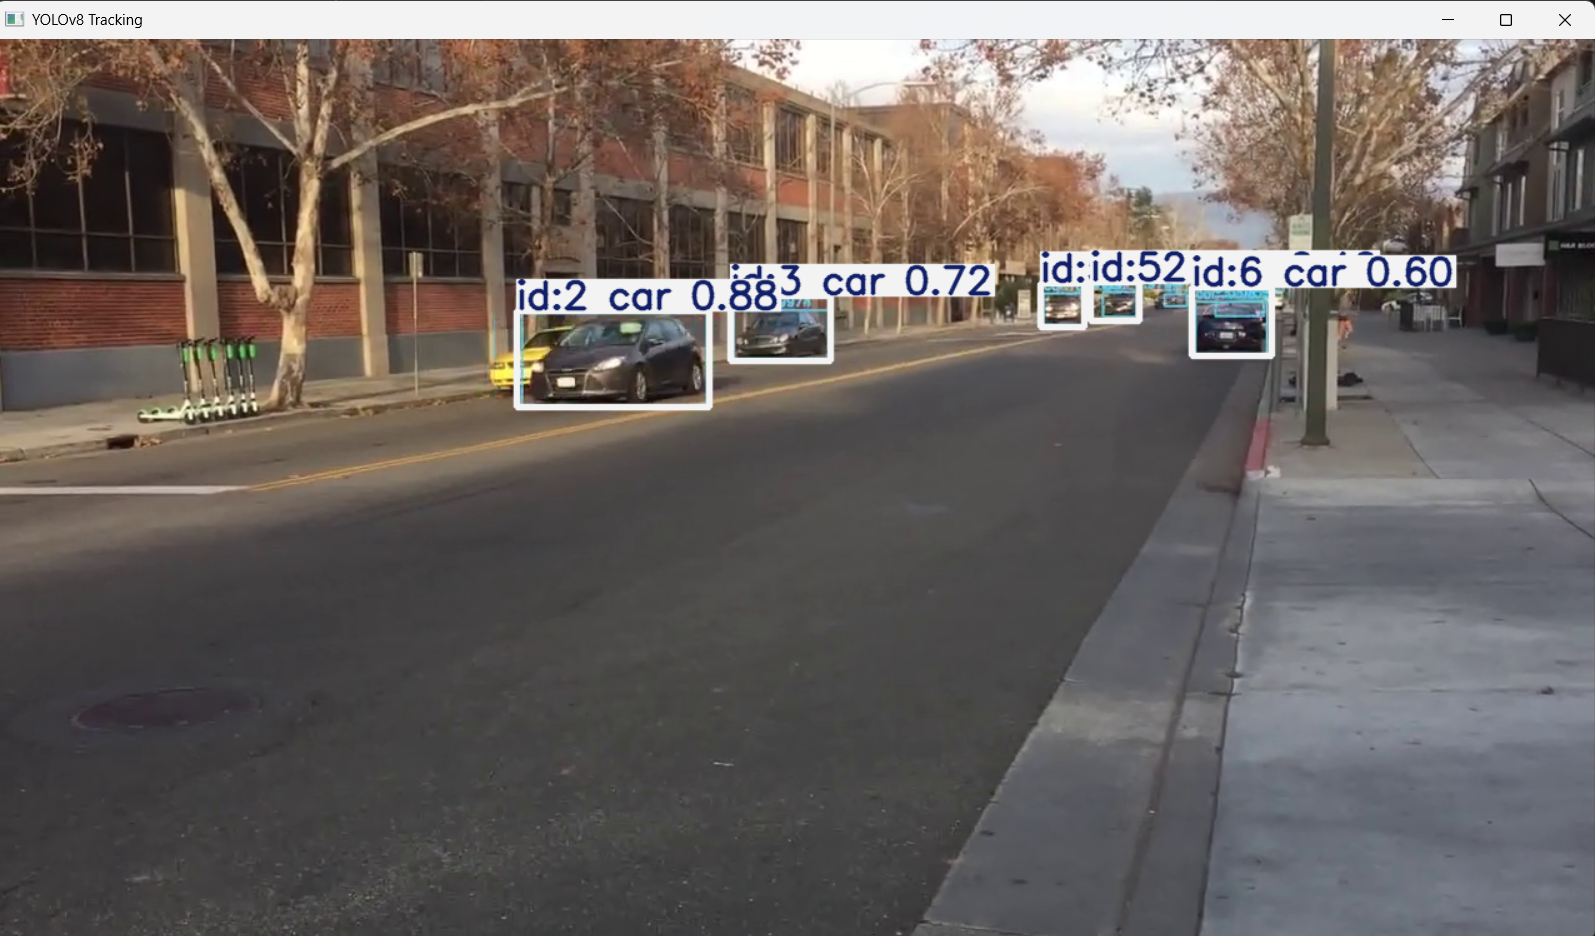 YOLOv8 Tracking
id:2 car 0.88
id:3 car 0.72
id:
id:52
id:6 car 0.60